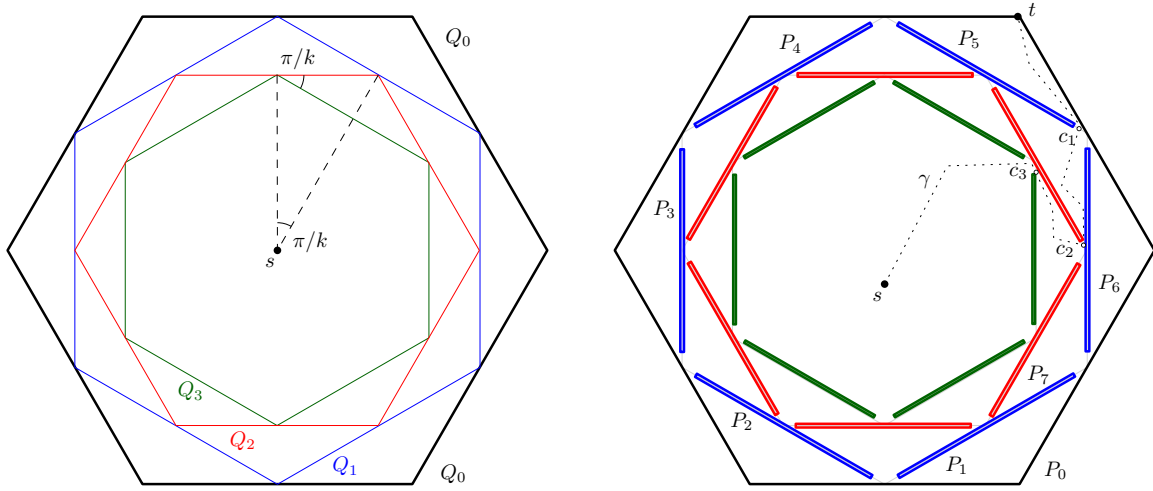 Q₀
π/k
π/k
s
Q₃
Q₂
Q₁
Q₀
t
P₄
P₅
c₁
c₃
γ
P₃
c₂
s
P₆
P₇
P₂
P₁
P₀